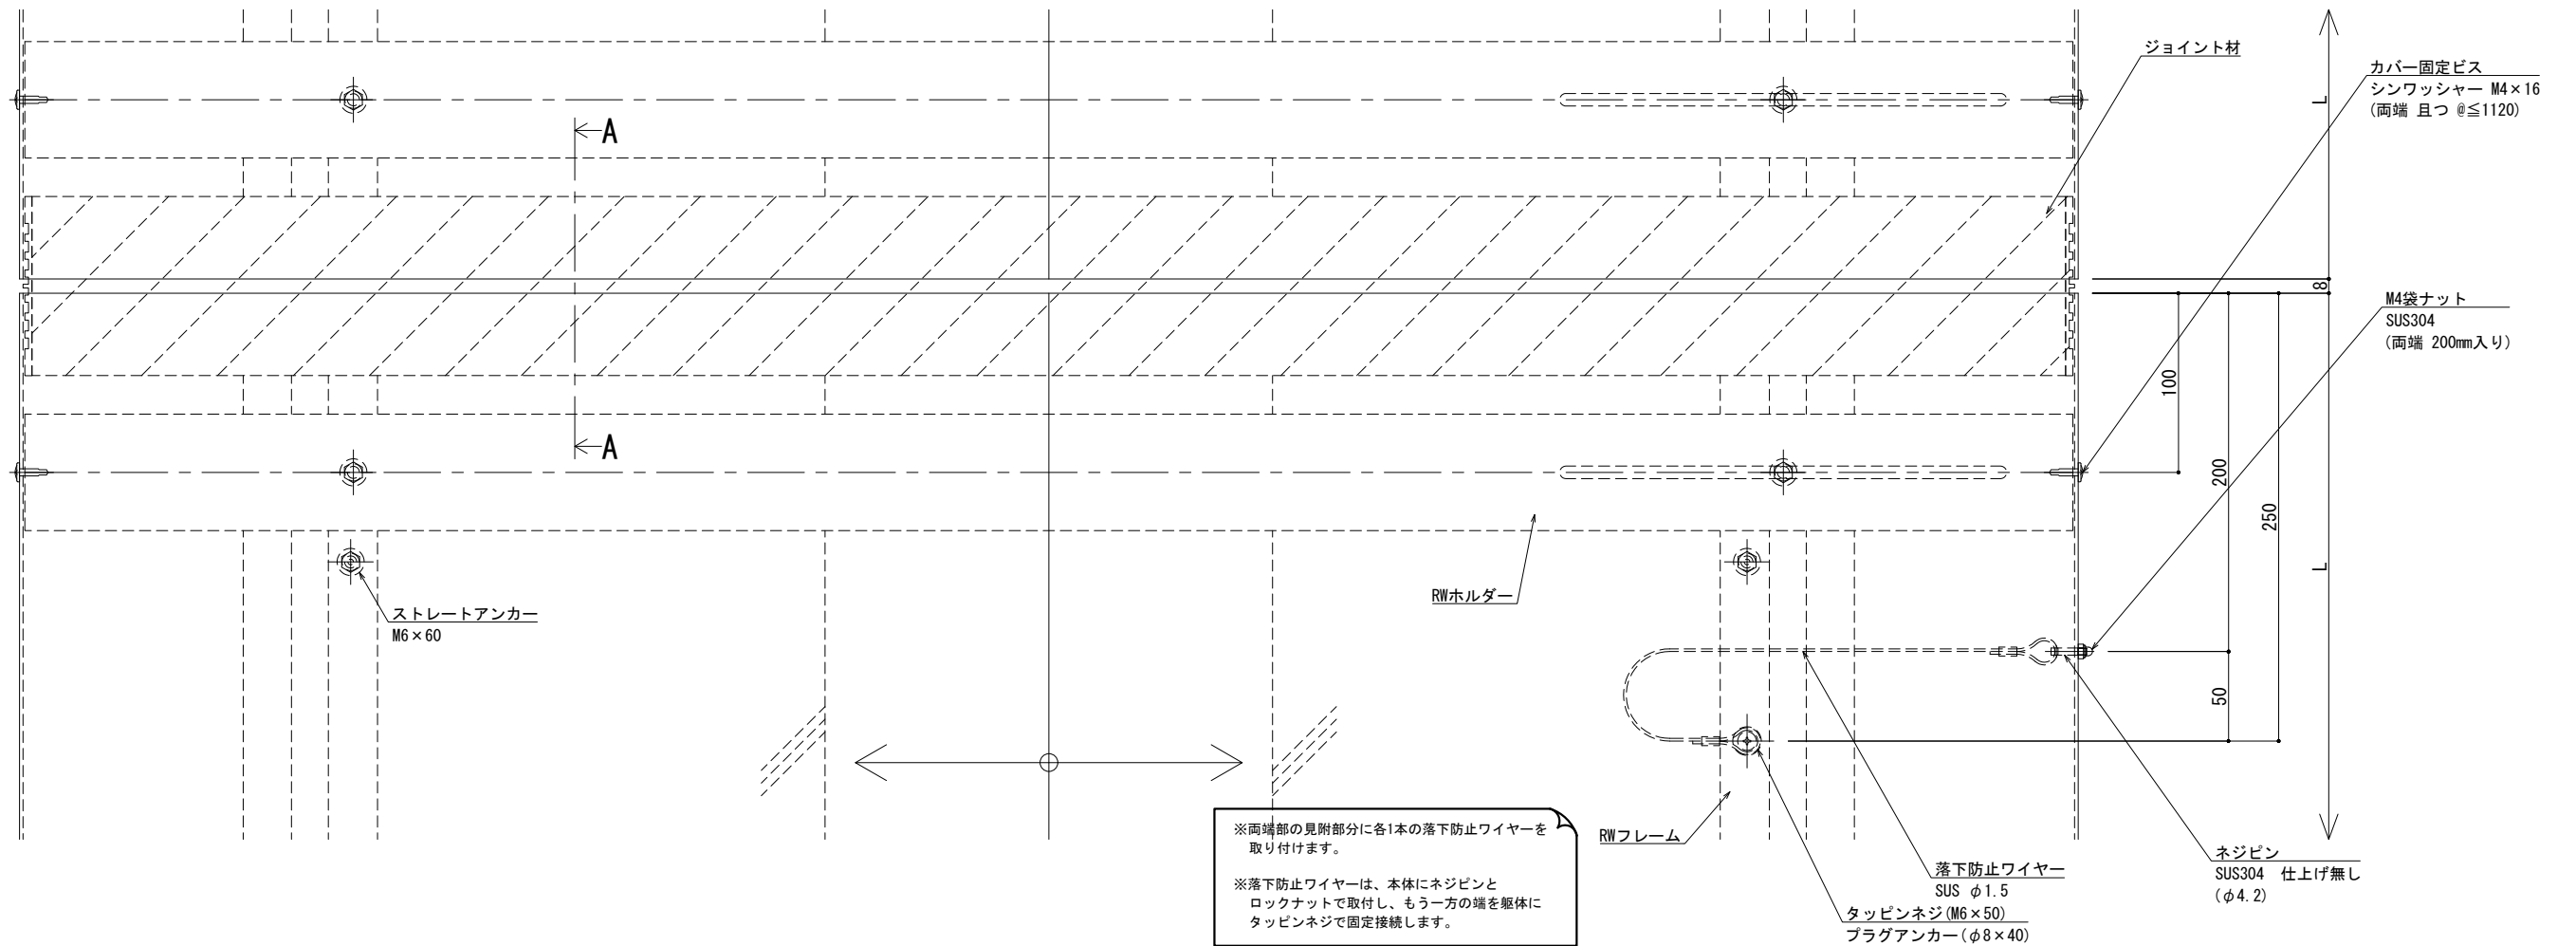 ジョイント材
カバー固定ビス
シンワッシャー M4×16
(両端 且つ @≦1120)
L
A
8
M4袋ナット
SUS304
(両端 200mm入り)
100
A
200
250
L
ストレートアンカー
M6×60
RWホルダー
50
※両端部の見附部分に各1本の落下防止ワイヤーを
取り付けます。
※落下防止ワイヤーは、本体にネジピンと
ロックナットで取付し、もう一方の端を躯体に
タッピンネジで固定接続します。
RWフレーム
落下防止ワイヤー
SUS φ1.5
タッピンネジ(M6×50)
プラグアンカー(φ8×40)
ネジピン
SUS304 仕上げ無し
(φ4.2)